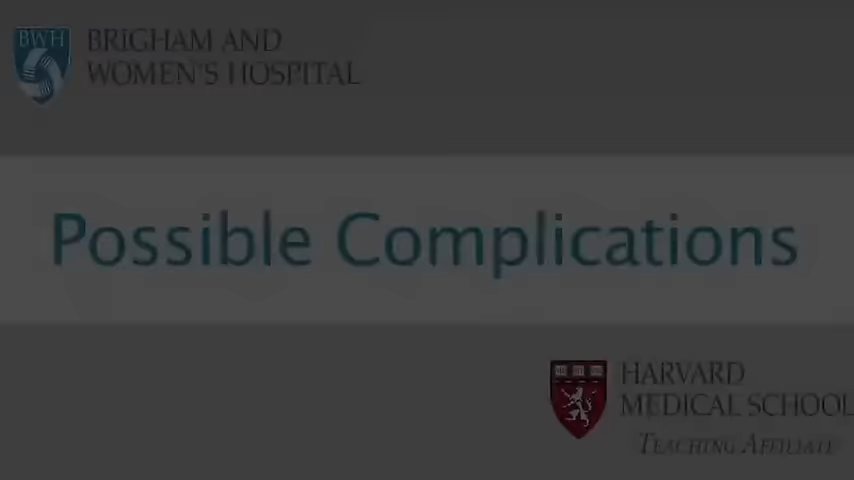 BWH
BRIGHAM AND
WOMEN'S HOSPITAL
Possible Complications
HARVARD
MEDICAL SCHOOL
TEACHING AFFILIATE